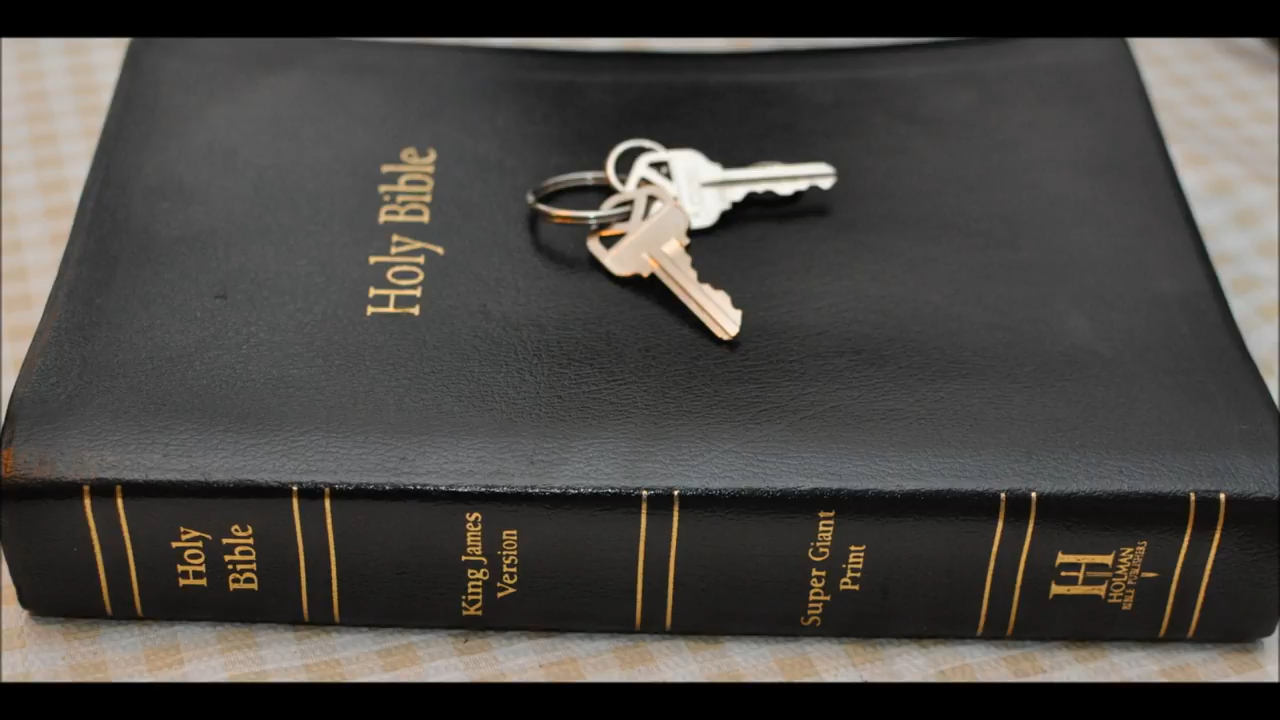 Holy Bible
Holy
Bible
King James
Version
Super Giant
Print
HOLMAN
BIBLE PUBLISHERS